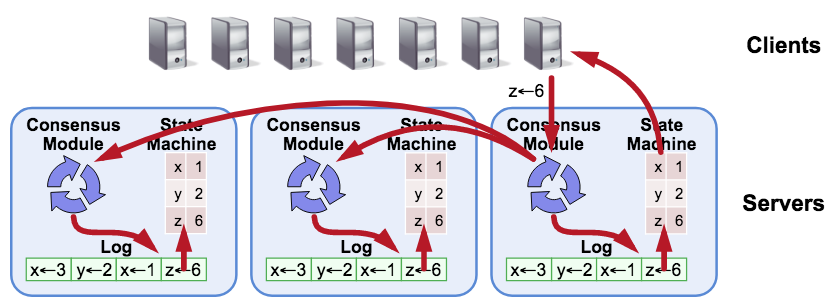 Clients
z←6
Consensus Module
State Machine
x 1
y 2
z 6
Log
x←3 y←2 x←1 z←6
Consensus Module
State Machine
x 1
y 2
z 6
Log
x←3 y←2 x←1 z←6
Consensus Module
State Machine
x 1
y 2
z 6
Log
x←3 y←2 x←1 z←6
Servers